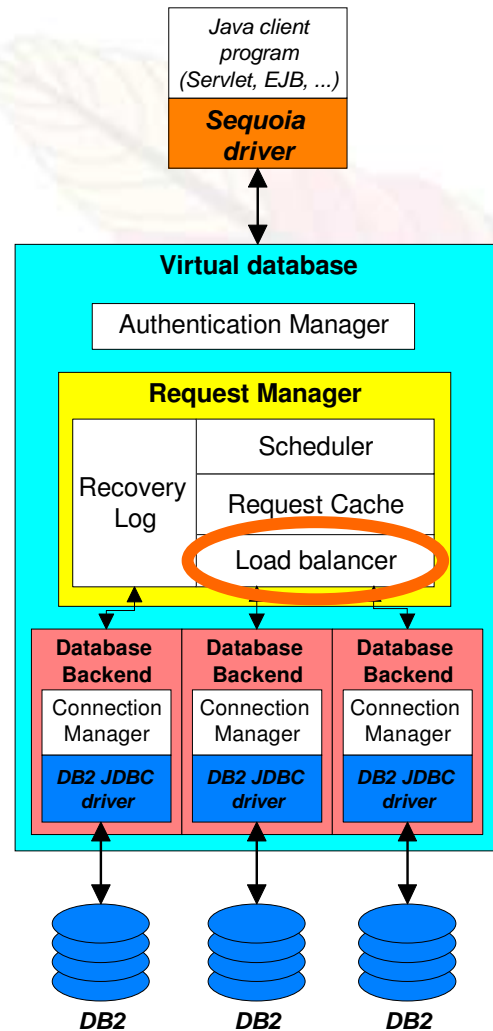 Java client
program
(Servlet, EJB, ...)
Sequoia
driver
Virtual database
Authentication Manager
Request Manager
Recovery
Log
Scheduler
Request Cache
Load balancer
Database
Backend
Connection
Manager
DB2 JDBC
driver
Database
Backend
Connection
Manager
DB2 JDBC
driver
Database
Backend
Connection
Manager
DB2 JDBC
driver
DB2
DB2
DB2